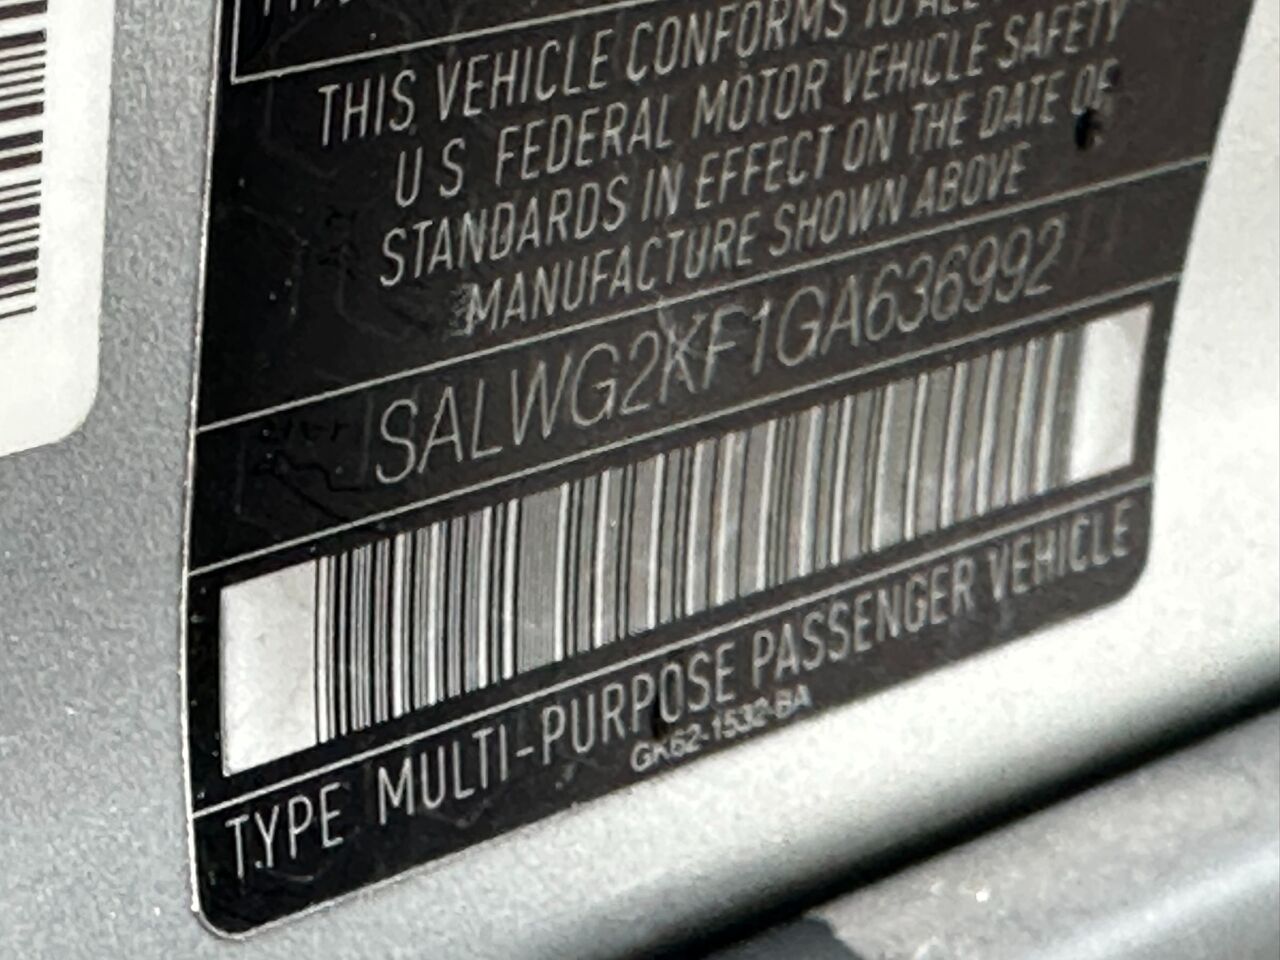 THIS VEHICLE CONFORMS TO ALL
U S FEDERAL MOTOR VEHICLE SAFETY
STANDARDS IN EFFECT ON THE DATE OF
MANUFACTURE SHOWN ABOVE
SALWG2KF1GA636992
TYPE MULTI-PURPOSE PASSENGER VEHICLE
GK62-1532-BA